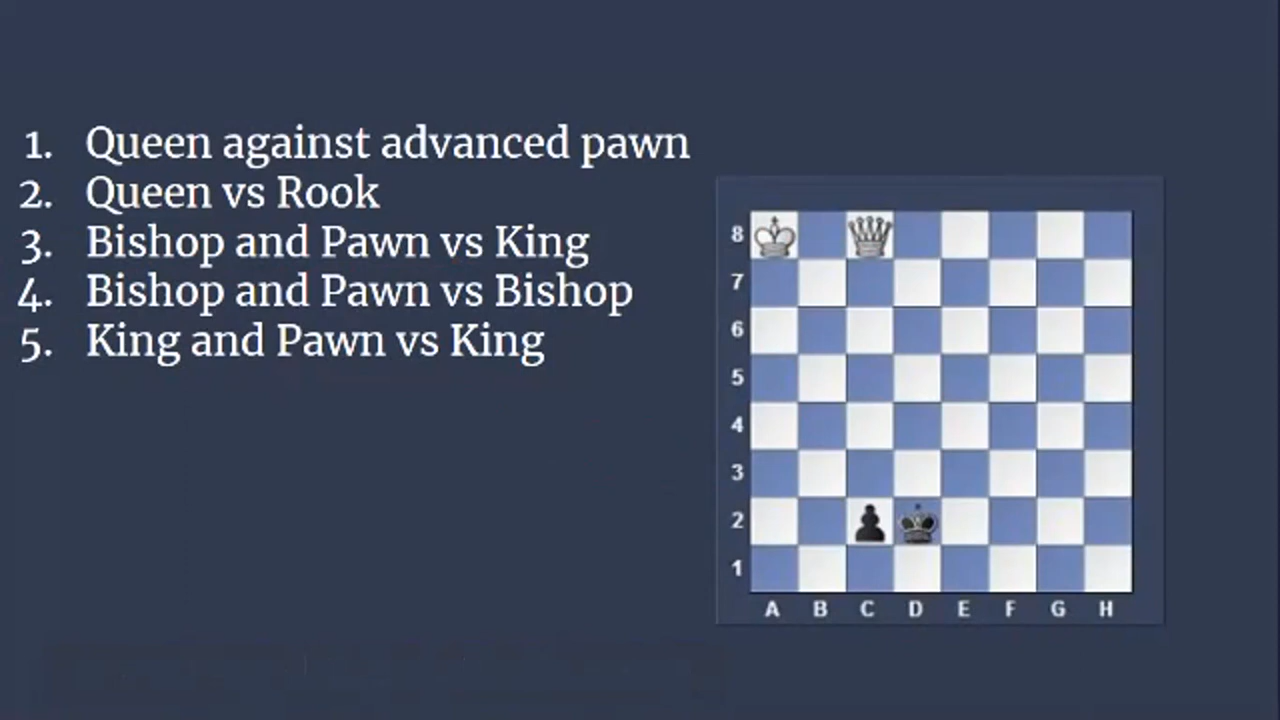 1. Queen against advanced pawn
2. Queen vs Rook
3. Bishop and Pawn vs King
4. Bishop and Pawn vs Bishop
5. King and Pawn vs King
8
7
6
5
4
3
2
1
A B C D E F G H